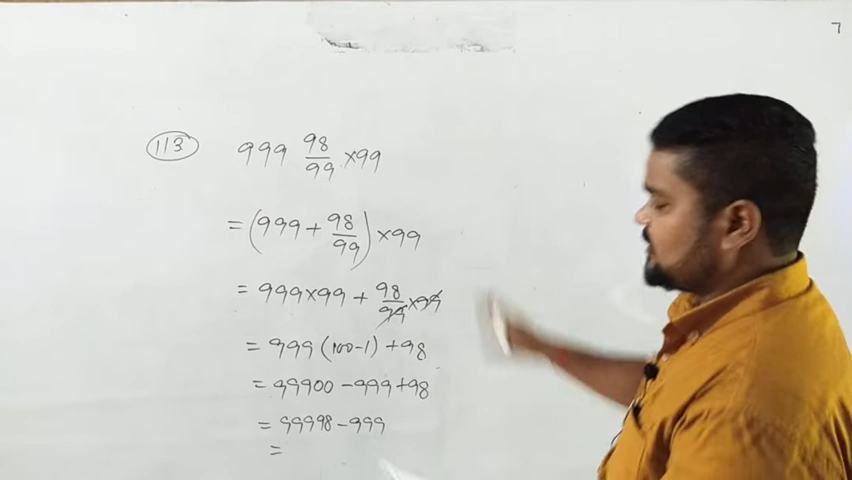 7
113 999 98/99 ×99
= (999 + 98/99) ×99
= 999×99 + 98/99 ×99
= 999 (100-1) +98
= 99900 -999+98
= 99998-999
=